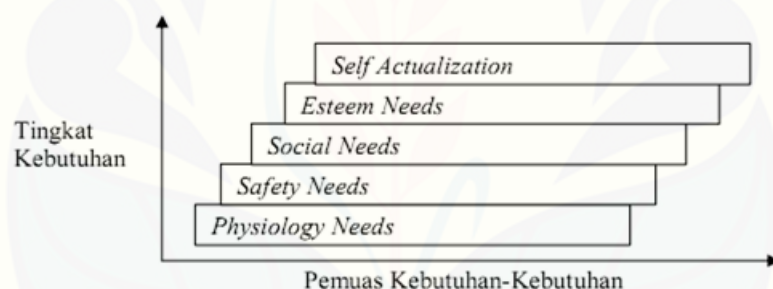 Self Actualization
Esteem Needs
Tingkat
Kebutuhan
Social Needs
Safety Needs
Physiology Needs
Pemuas Kebutuhan-Kebutuhan